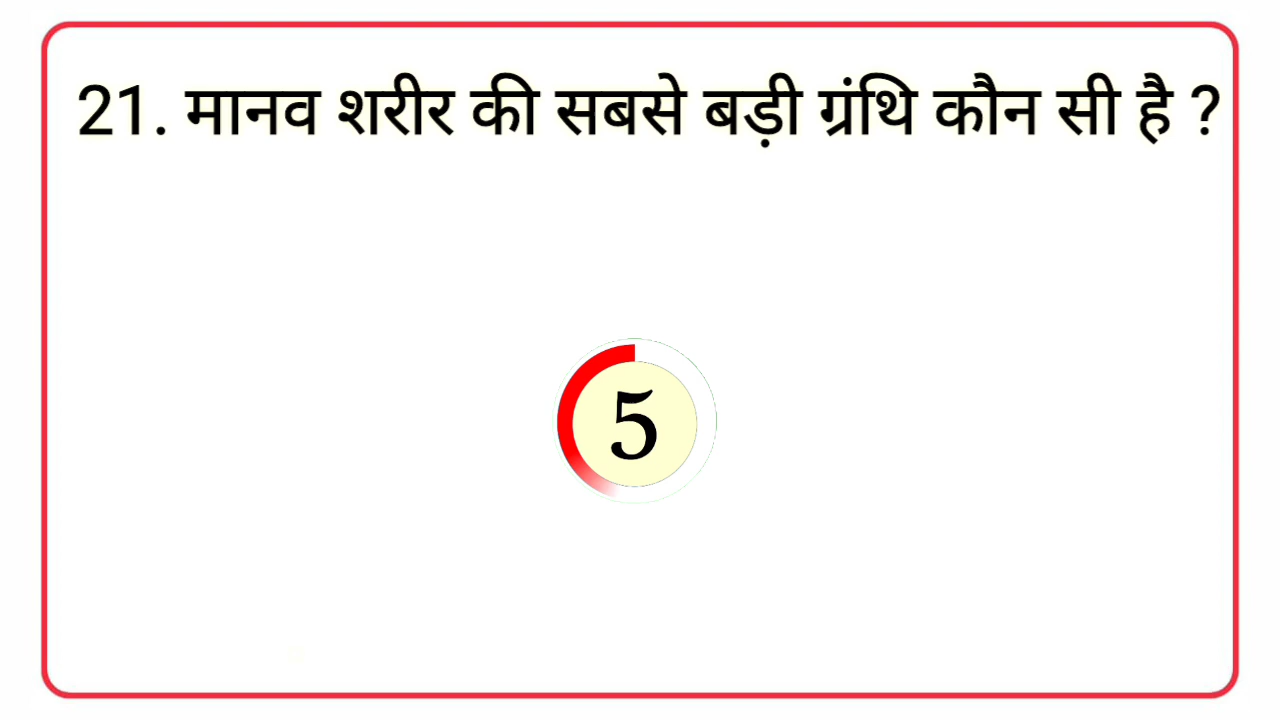 21. मानव शरीर की सबसे बड़ी ग्रंथि कौन सी है ?
5